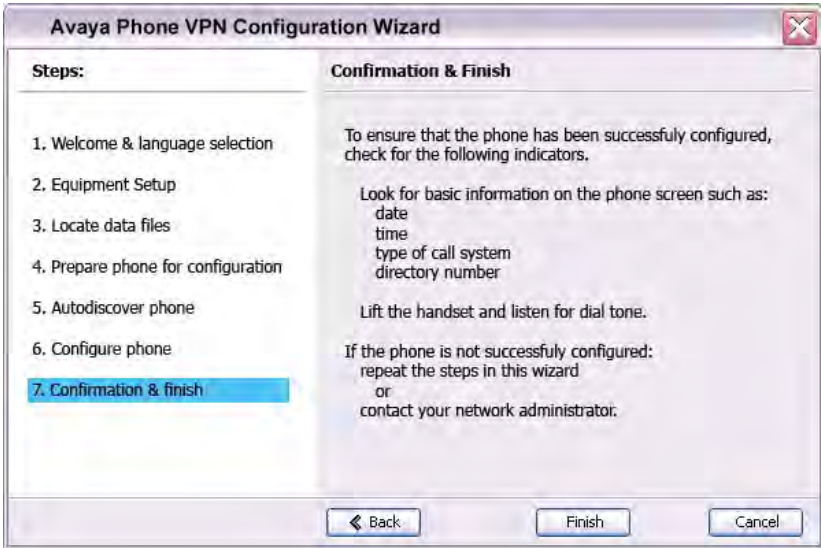 Avaya Phone VPN Configuration Wizard
Steps:
1. Welcome & language selection
2. Equipment Setup
3. Locate data files
4. Prepare phone for configuration
5. Autodiscover phone
6. Configure phone
7. Confirmation & finish
Confirmation & Finish
To ensure that the phone has been successfuly configured,
check for the following indicators.
Look for basic information on the phone screen such as:
date
time
type of call system
directory number
Lift the handset and listen for dial tone.
If the phone is not successfuly configured:
repeat the steps in this wizard
or
contact your network administrator.
Back
Finish
Cancel